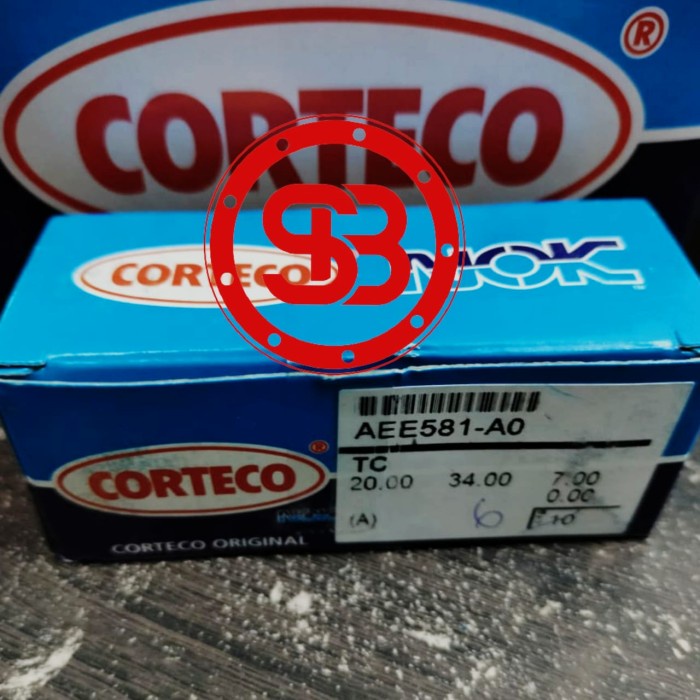 CORTECO ®
SB
CORTECO NOK
AEE581-A0
TC
20.00 34.00 7.00
0.00
(A) 6 10
CORTECO ®
CORTECO ORIGINAL